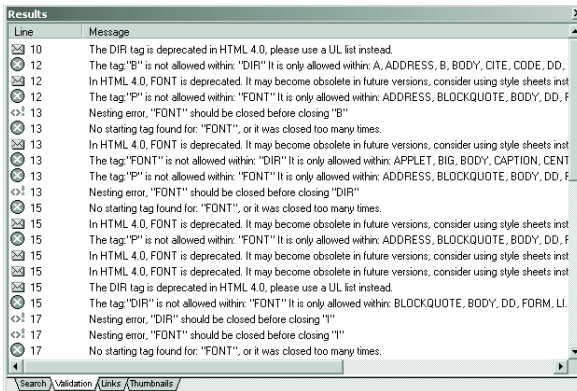 Results
Line Message
10 The DIR tag is deprecated in HTML 4.0, please use a UL list instead.
12 The tag:"B" is not allowed within: "DIR" It is only allowed within: A, ADDRESS, B, BODY, CITE, CODE, DD,
12 In HTML 4.0, FONT is deprecated. It may become obsolete in future versions, consider using style sheets inst
12 The tag:"P" is not allowed within: "FONT" It is only allowed within: ADDRESS, BLOCKQUOTE, BODY, DD, F
13 Nesting error, "FONT" should be closed before closing "B"
13 No starting tag found for: "FONT", or it was closed too many times.
13 In HTML 4.0, FONT is deprecated. It may become obsolete in future versions, consider using style sheets inst
13 The tag:"FONT" is not allowed within: "DIR" It is only allowed within: APPLET, BIG, BODY, CAPTION, CENT
13 The tag:"P" is not allowed within: "FONT" It is only allowed within: ADDRESS, BLOCKQUOTE, BODY, DD, F
13 Nesting error, "FONT" should be closed before closing "DIR"
15 No starting tag found for: "FONT", or it was closed too many times.
15 In HTML 4.0, FONT is deprecated. It may become obsolete in future versions, consider using style sheets inst
15 The tag:"P" is not allowed within: "FONT" It is only allowed within: ADDRESS, BLOCKQUOTE, BODY, DD, F
15 In HTML 4.0, FONT is deprecated. It may become obsolete in future versions, consider using style sheets inst
15 In HTML 4.0, FONT is deprecated. It may become obsolete in future versions, consider using style sheets inst
15 The DIR tag is deprecated in HTML 4.0, please use a UL list instead.
15 The tag:"DIR" is not allowed within: "FONT" It is only allowed within: BLOCKQUOTE, BODY, DD, FORM, LI.
17 Nesting error, "DIR" should be closed before closing "I"
17 Nesting error, "FONT" should be closed before closing "I"
17 No starting tag found for: "FONT", or it was closed too many times.
Search Validation Links Thumbnails